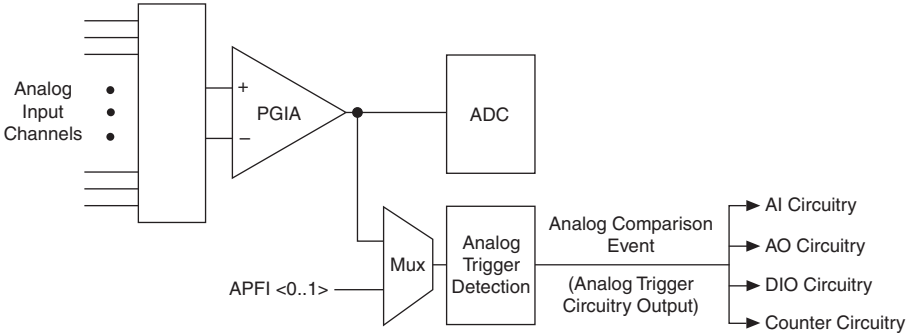 Analog
Input
Channels
+
PGIA
–
ADC
APFI <0..1>
Mux
Analog
Trigger
Detection
Analog Comparison
Event
(Analog Trigger
Circuitry Output)
AI Circuitry
AO Circuitry
DIO Circuitry
Counter Circuitry